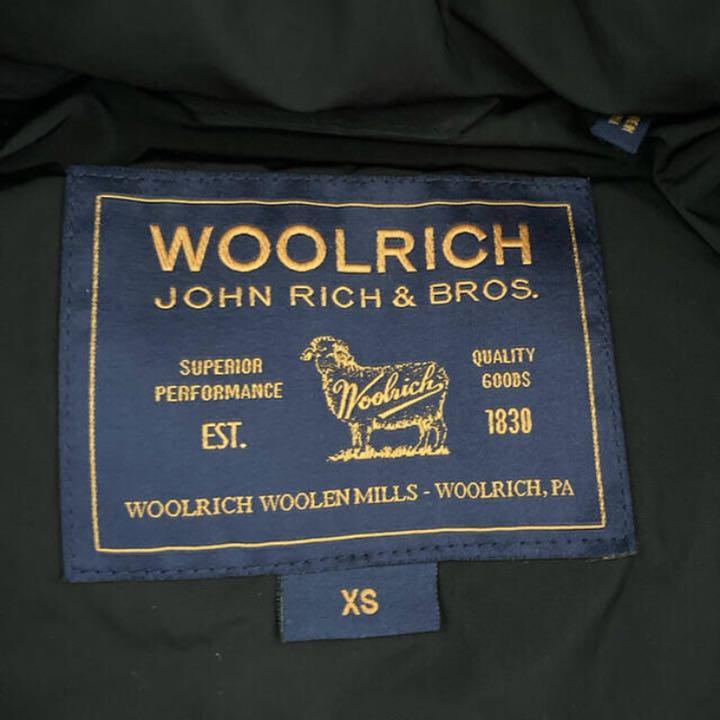 WOOLRICH
JOHN RICH & BROS.
SUPERIOR
PERFORMANCE
EST.
Woolrich
QUALITY
GOODS
1830
WOOLRICH WOOLEN MILLS - WOOLRICH, PA
XS